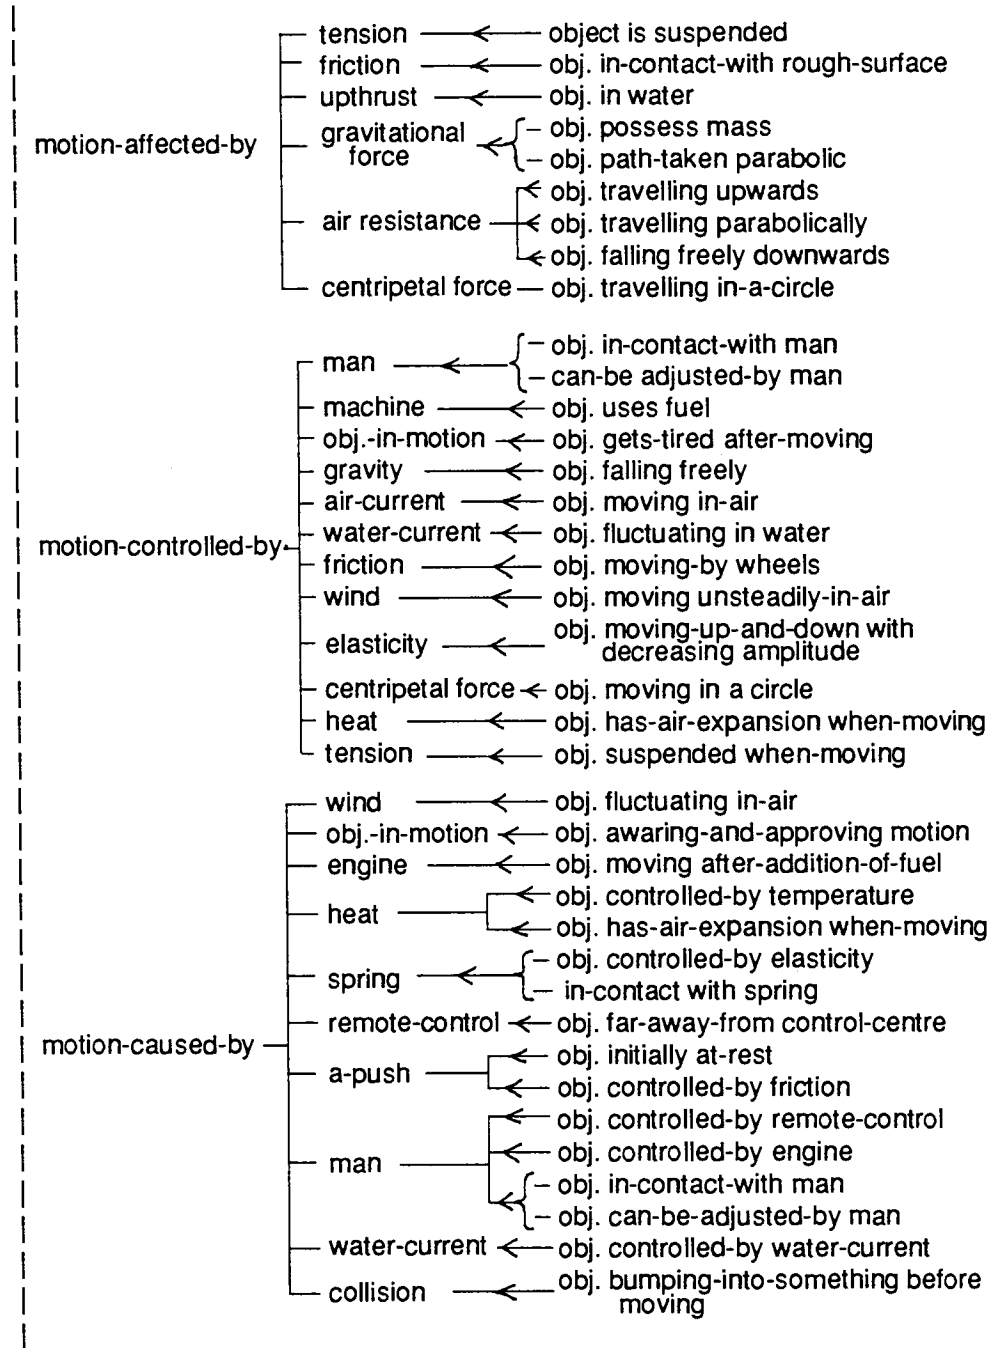 tension object is suspended
friction obj. in-contact-with rough-surface
upthrust obj. in water
motion-affected-by
gravitational
force
obj. possess mass
obj. path-taken parabolic
air resistance
obj. travelling upwards
obj. travelling parabolically
obj. falling freely downwards
centripetal force obj. travelling in-a-circle
motion-controlled-by
man
obj. in-contact-with man
can-be adjusted-by man
machine obj. uses fuel
obj.-in-motion obj. gets-tired after-moving
gravity obj. falling freely
air-current obj. moving in-air
water-current obj. fluctuating in water
friction obj. moving-by wheels
wind obj. moving unsteadily-in-air
elasticity
obj. moving-up-and-down with
decreasing amplitude
centripetal force obj. moving in a circle
heat obj. has-air-expansion when-moving
tension obj. suspended when-moving
motion-caused-by
wind obj. fluctuating in-air
obj.-in-motion obj. awaring-and-approving motion
engine obj. moving after-addition-of-fuel
heat
obj. controlled-by temperature
obj. has-air-expansion when-moving
spring
obj. controlled-by elasticity
in-contact with spring
remote-control obj. far-away-from control-centre
a-push
obj. initially at-rest
obj. controlled-by friction
man
obj. controlled-by remote-control
obj. controlled-by engine
obj. in-contact-with man
obj. can-be-adjusted-by man
water-current obj. controlled-by water-current
collision
obj. bumping-into-something before
moving